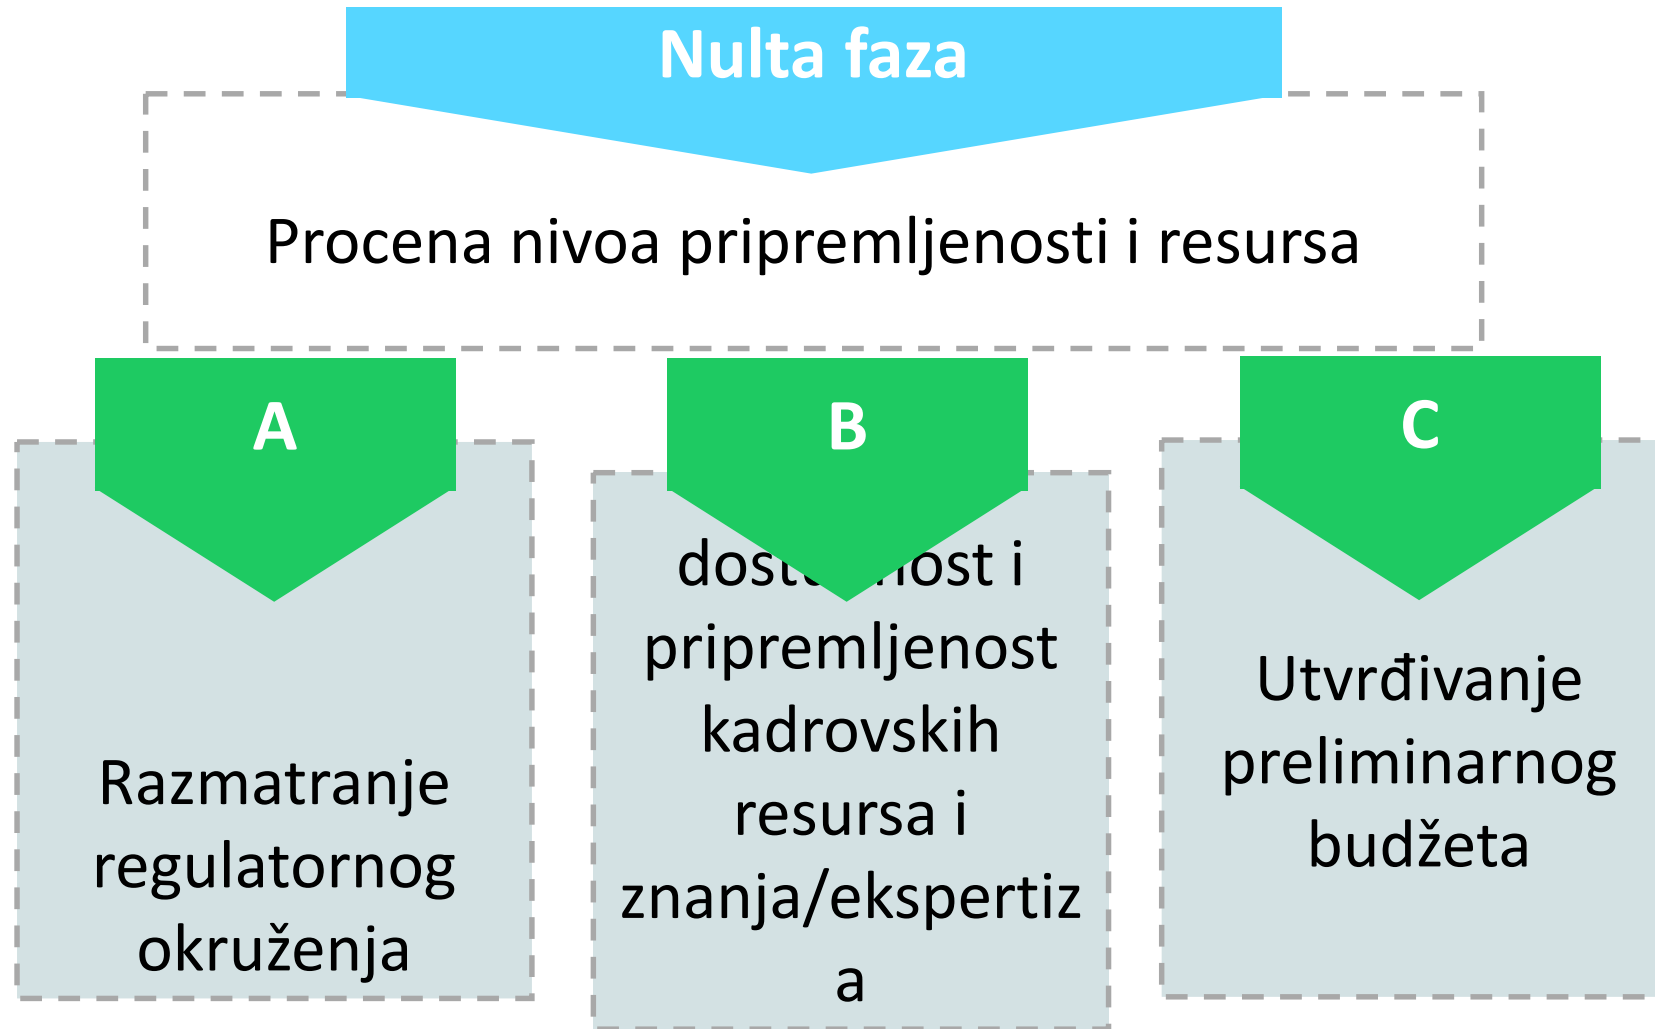 Nulta faza
Procena nivoa pripremljenosti i resursa
A
Razmatranje
regulatornog
okruženja
B
i
pripremljenost
kadrovskih
resursa i
znanja/ekspertiz
a
C
Utvrđivanje
preliminarnog
budžeta